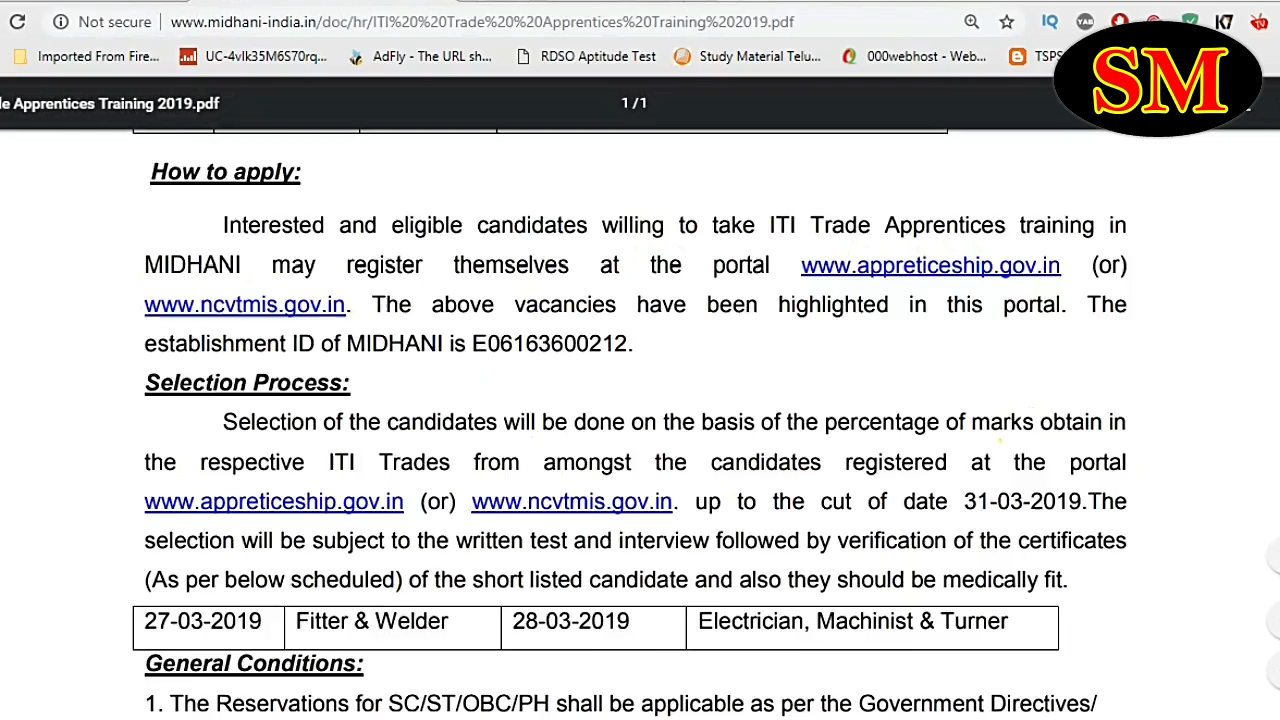 Not secure | www.midhani-india.in/doc/hr/ITI%20%20Trade%20%20Apprentices%20Training%202019.pdf
IQ YAB K7 TV
Imported From Fire... UC-4vlk35M6S70rq... AdFly - The URL sh... RDSO Aptitude Test Study Material Telu... 000webhost - Web... TSPS
SM
de Apprentices Training 2019.pdf 1 / 1
How to apply:
Interested and eligible candidates willing to take ITI Trade Apprentices training in
MIDHANI may register themselves at the portal www.appreticeship.gov.in (or)
www.ncvtmis.gov.in. The above vacancies have been highlighted in this portal. The
establishment ID of MIDHANI is E06163600212.
Selection Process:
Selection of the candidates will be done on the basis of the percentage of marks obtain in
the respective ITI Trades from amongst the candidates registered at the portal
www.appreticeship.gov.in (or) www.ncvtmis.gov.in. up to the cut of date 31-03-2019.The
selection will be subject to the written test and interview followed by verification of the certificates
(As per below scheduled) of the short listed candidate and also they should be medically fit.
27-03-2019 Fitter & Welder 28-03-2019 Electrician, Machinist & Turner
General Conditions:
1. The Reservations for SC/ST/OBC/PH shall be applicable as per the Government Directives/